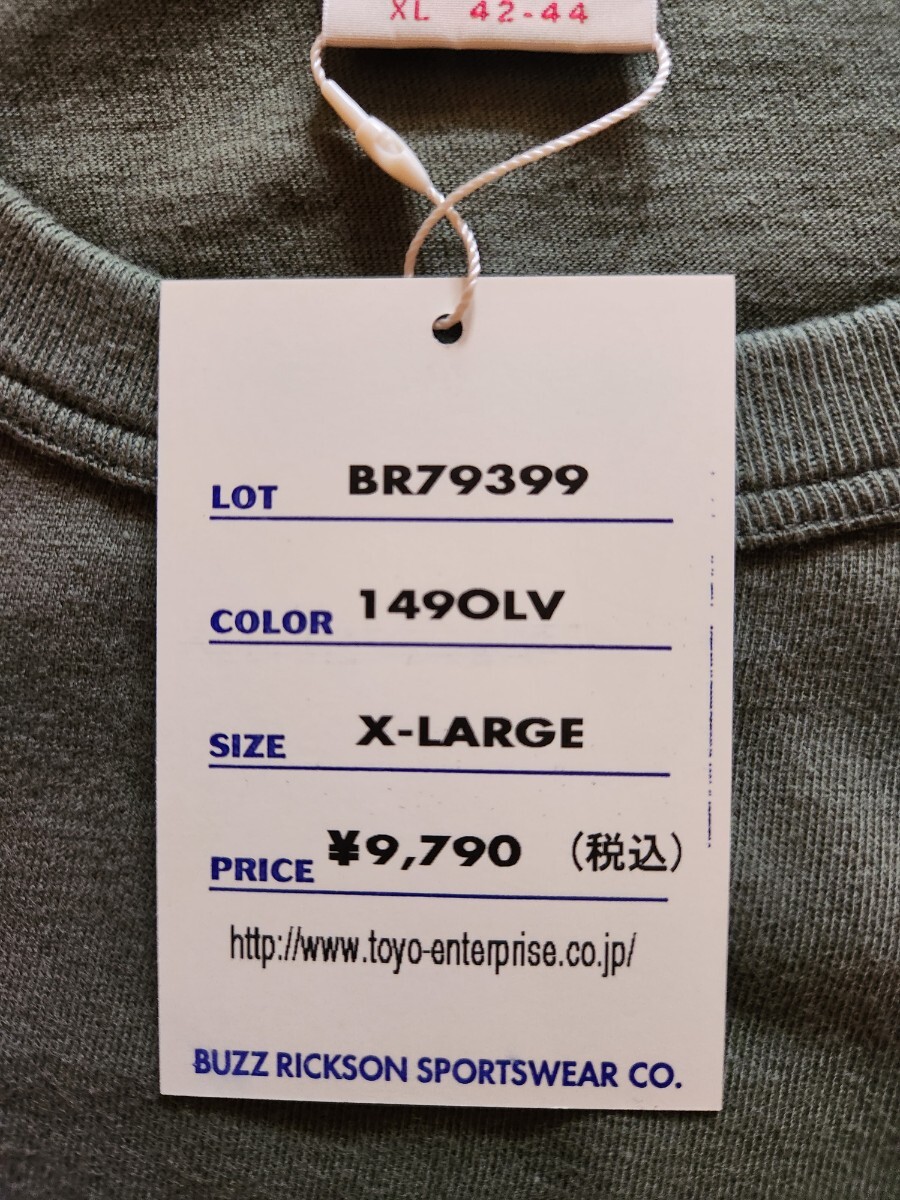 XL 42-44
LOT BR79399
COLOR 149OLV
SIZE X-LARGE
PRICE ¥9,790 (税込)
http://www.toyo-enterprise.co.jp/
BUZZ RICKSON SPORTSWEAR CO.